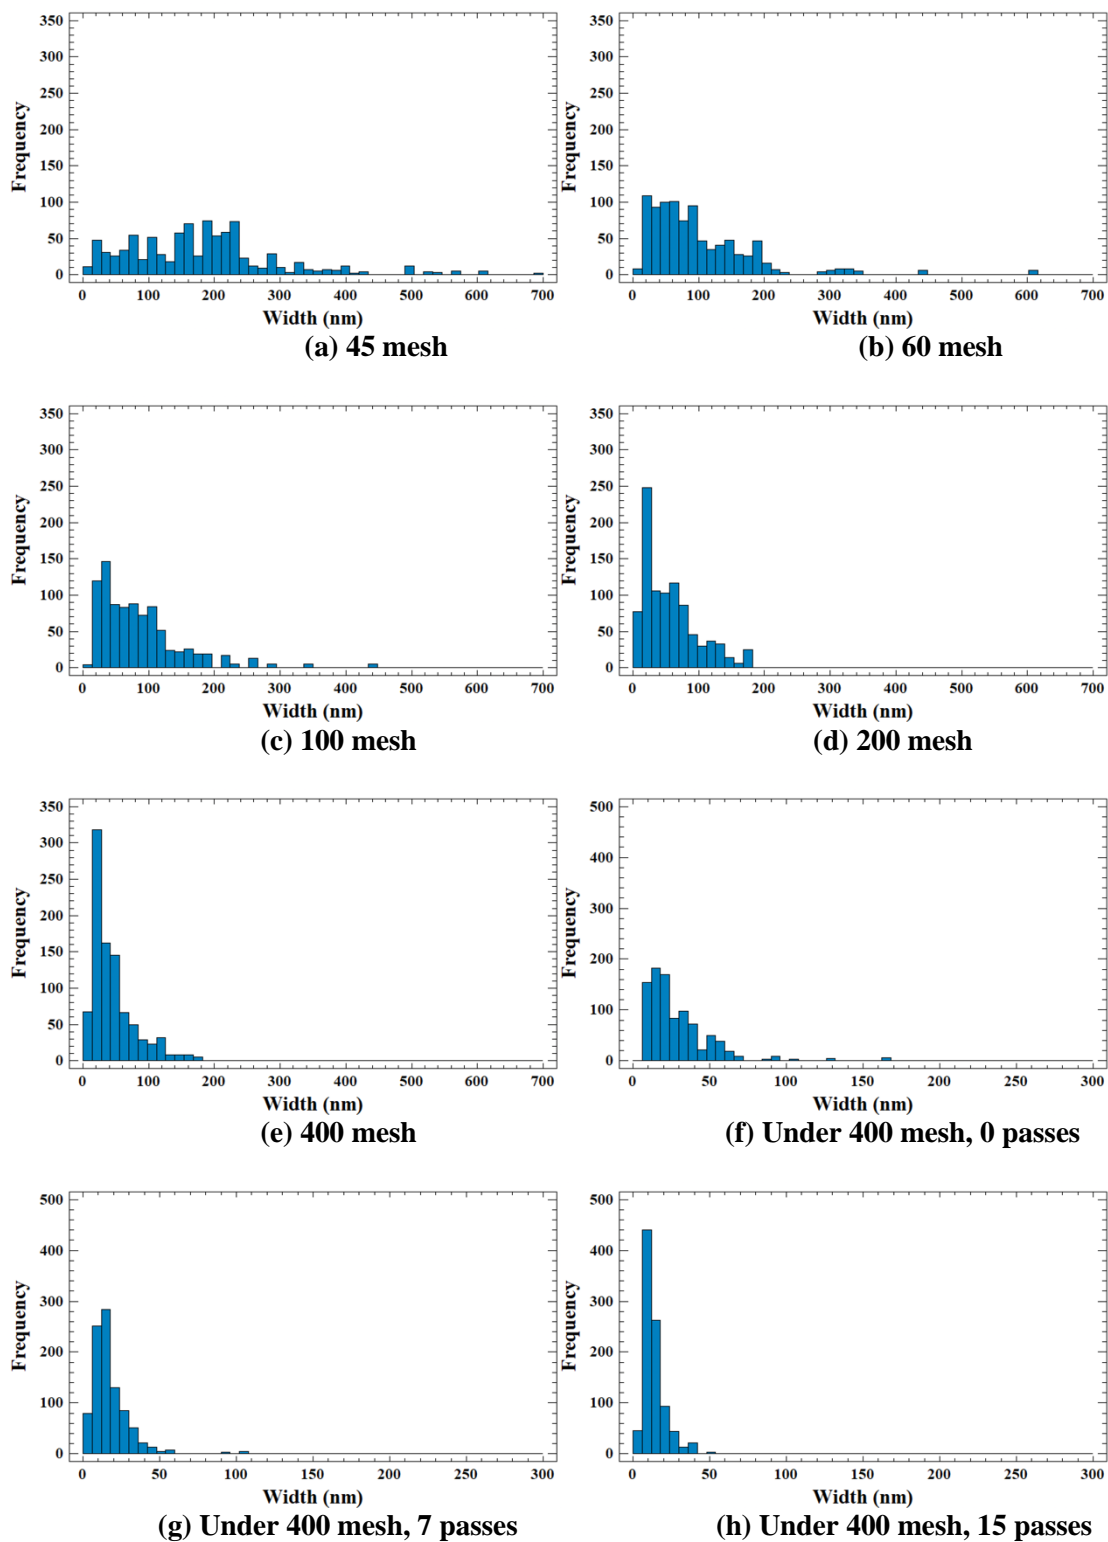 350
300
250
200
150
100
50
0
Frequency
0 100 200 300 400 500 600 700
Width (nm)
(a) 45 mesh
350
300
250
200
150
100
50
0
Frequency
0 100 200 300 400 500 600 700
Width (nm)
(b) 60 mesh
350
300
250
200
150
100
50
0
Frequency
0 100 200 300 400 500 600 700
Width (nm)
(c) 100 mesh
350
300
250
200
150
100
50
0
Frequency
0 100 200 300 400 500 600 700
Width (nm)
(d) 200 mesh
350
300
250
200
150
100
50
0
Frequency
0 100 200 300 400 500 600 700
Width (nm)
(e) 400 mesh
500
400
300
200
100
0
Frequency
0 50 100 150 200 250 300
Width (nm)
(f) Under 400 mesh, 0 passes
500
400
300
200
100
0
Frequency
0 50 100 150 200 250 300
Width (nm)
(g) Under 400 mesh, 7 passes
500
400
300
200
100
0
Frequency
0 50 100 150 200 250 300
Width (nm)
(h) Under 400 mesh, 15 passes